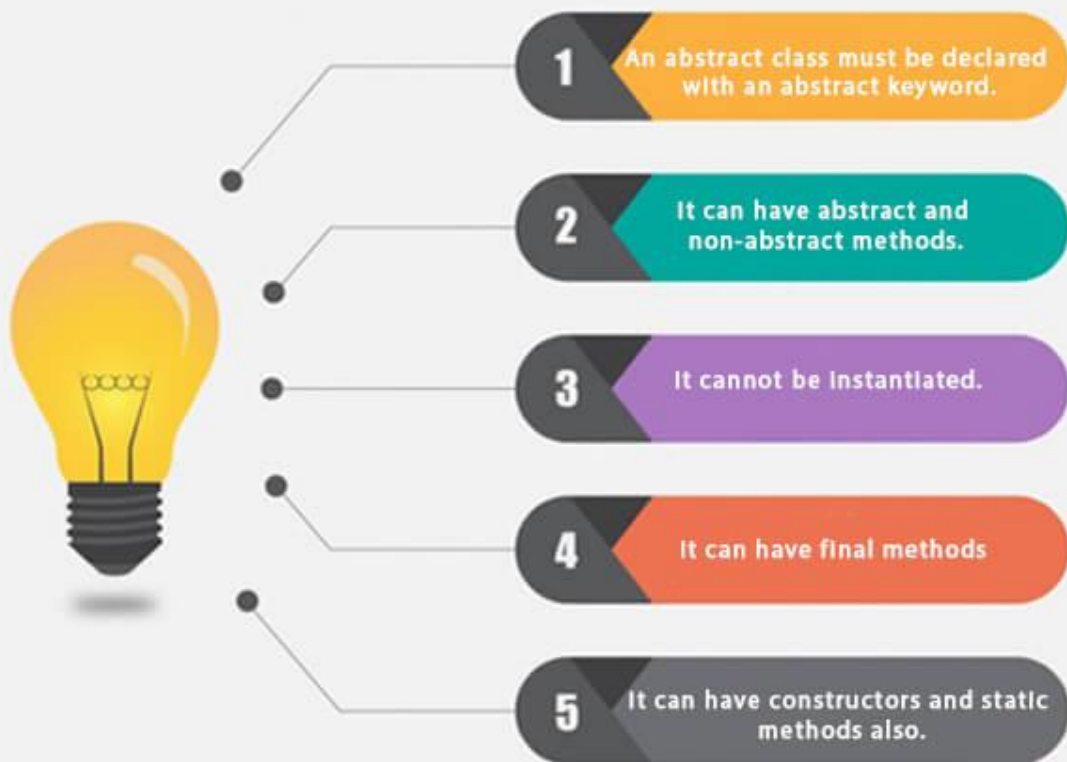 1
An abstract class must be declared
with an abstract keyword.
2
It can have abstract and
non-abstract methods.
3
It cannot be instantiated.
4
It can have final methods
5
It can have constructors and static
methods also.